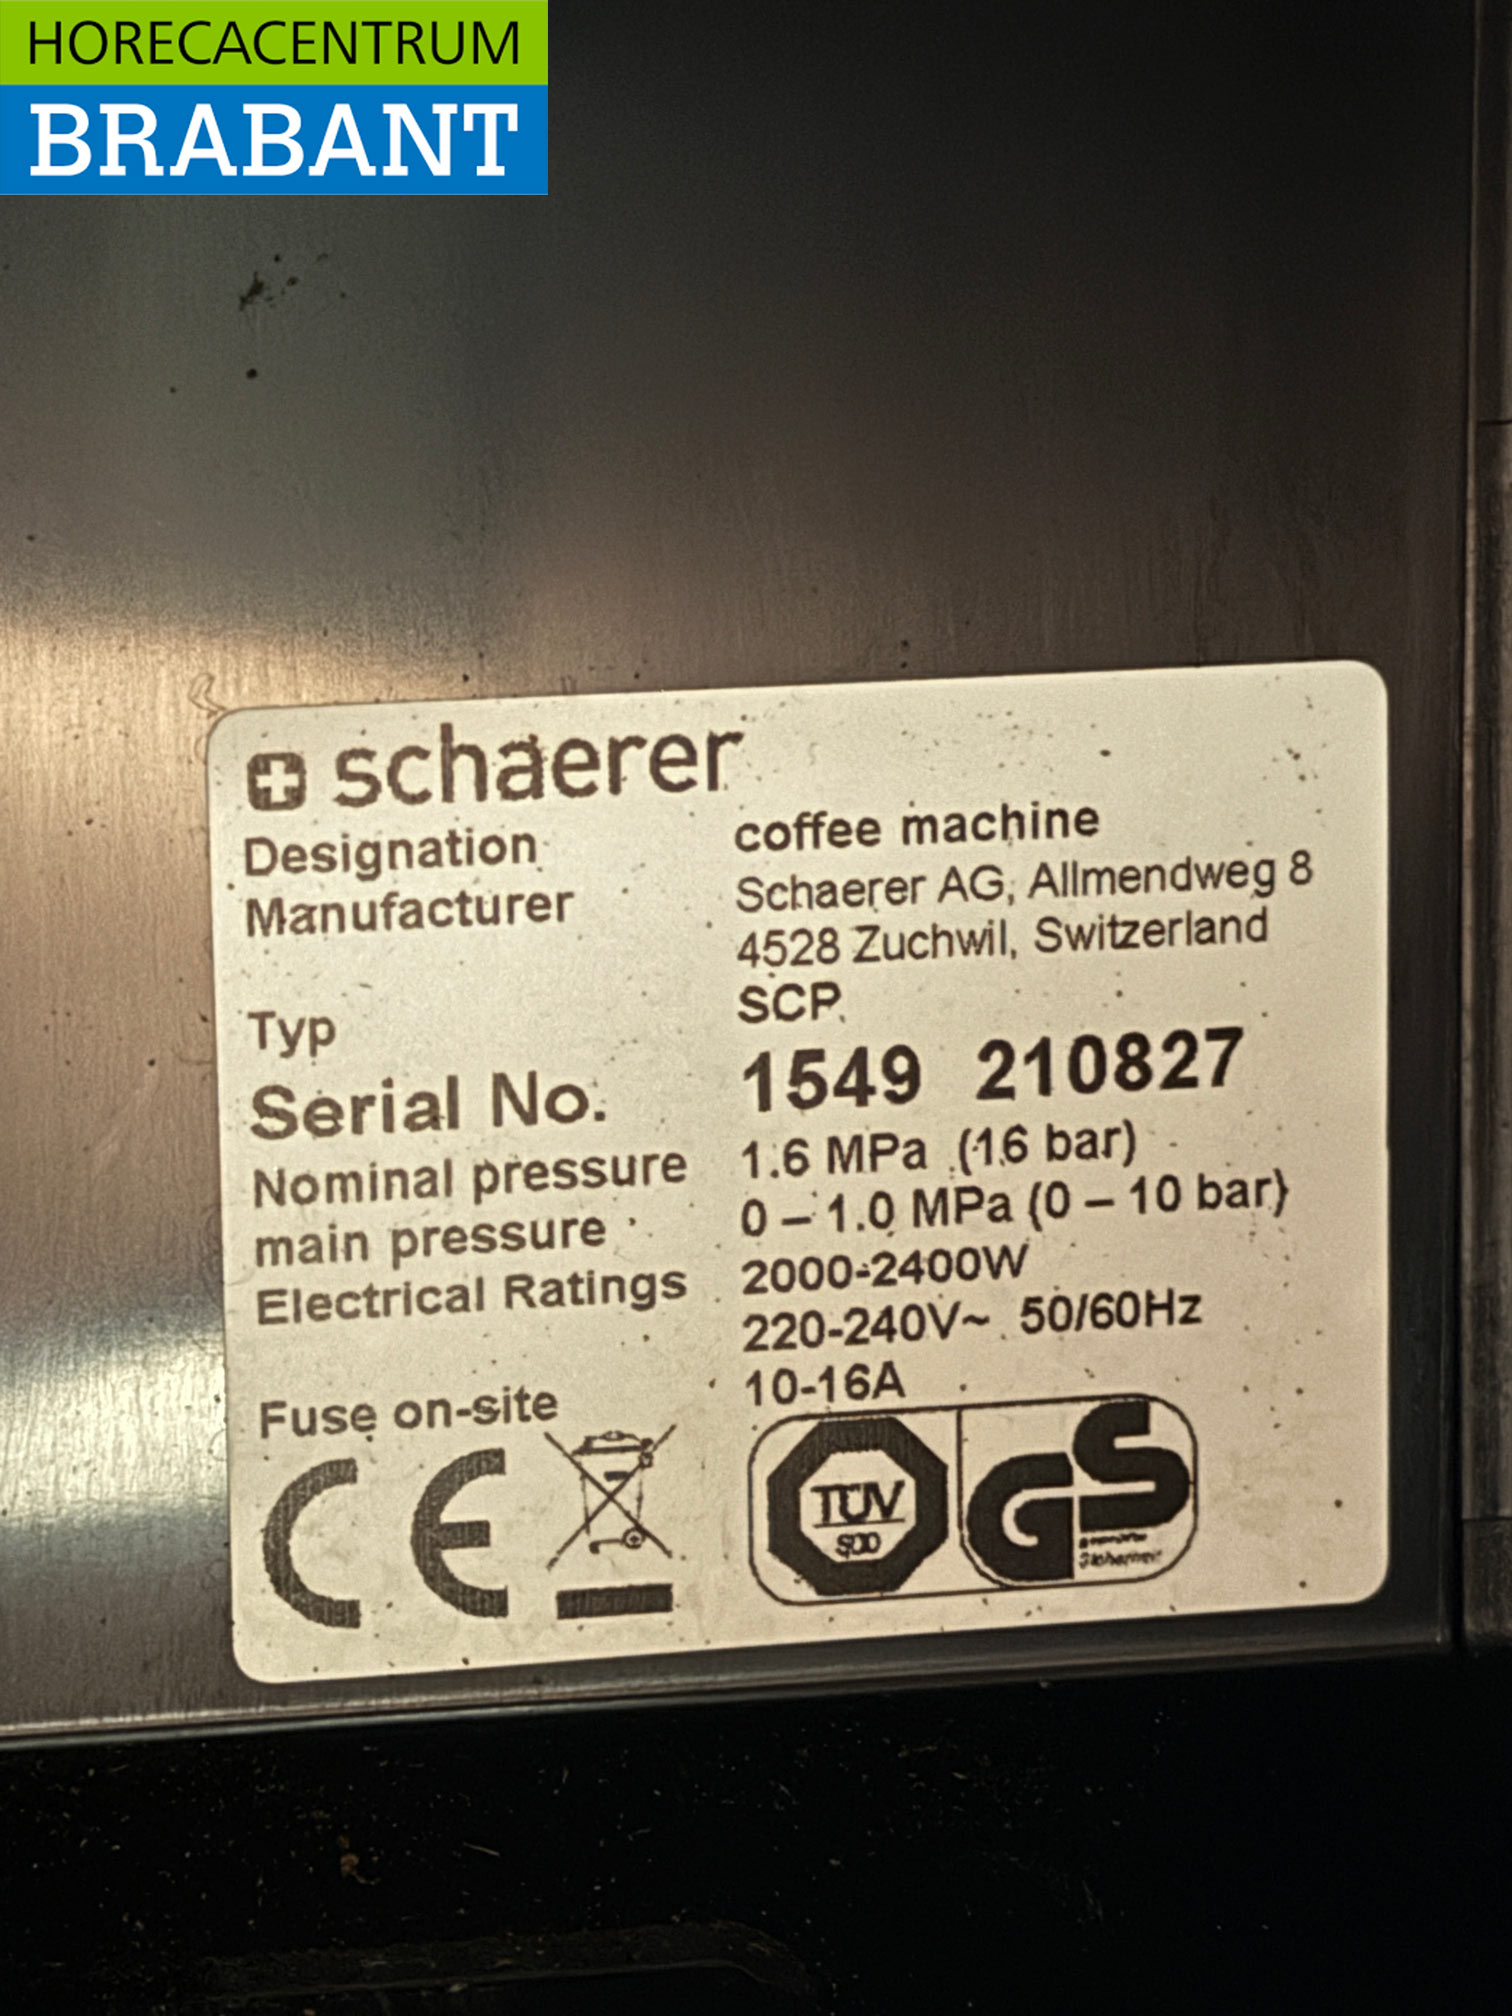 HORECACENTRUM
BRABANT
schaerer
Designation coffee machine
Manufacturer Schaerer AG, Allmendweg 8
4528 Zuchwil, Switzerland
Typ SCP
Serial No. 1549 210827
Nominal pressure 1.6 MPa (16 bar)
main pressure 0 – 1.0 MPa (0 – 10 bar)
Electrical Ratings 2000-2400W
220-240V~ 50/60Hz
Fuse on-site 10-16A
CE
TÜV
SÜD
GS
Sicherheit